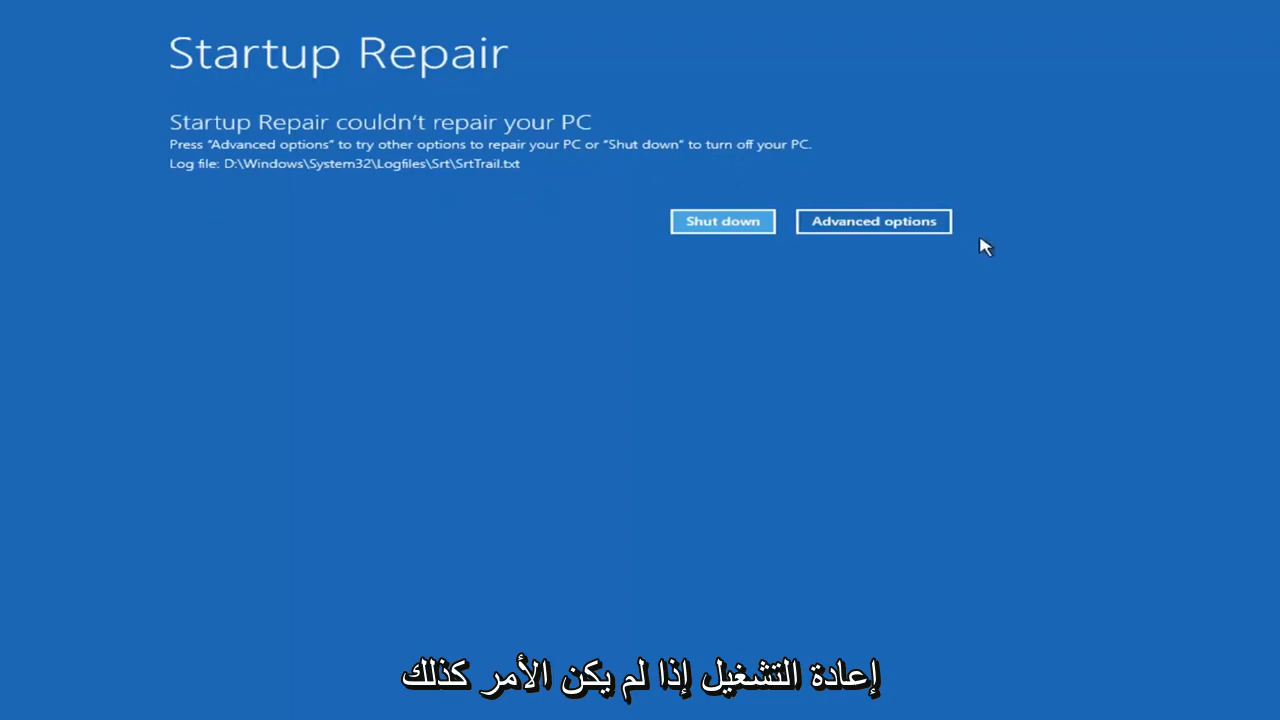 Startup Repair
Startup Repair couldn't repair your PC
Press "Advanced options" to try other options to repair your PC or "Shut down" to turn off your PC.
Log file: D:\Windows\System32\Logfiles\Srt\SrtTrail.txt
Shut down Advanced options
إعادة التشغيل إذا لم يكن الأمر كذلك